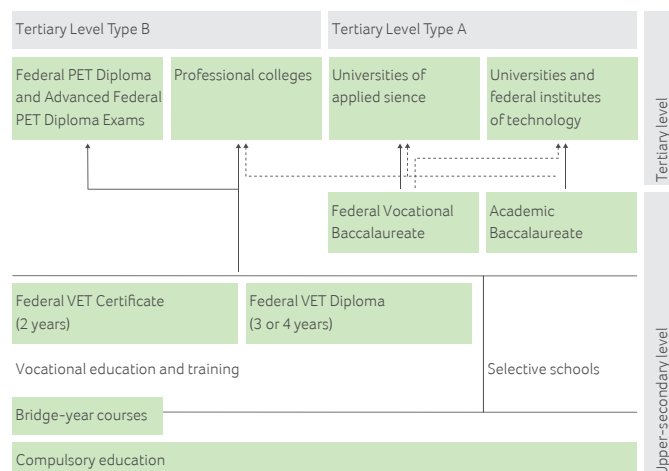 Tertiary Level Type B
Tertiary Level Type A
Federal PET Diploma
and Advanced Federal
PET Diploma Exams
Professional colleges
Universities of
applied sience
Universities and
federal institutes
of technology
Tertiary level
Federal Vocational
Baccalaureate
Academic
Baccalaureate
Federal VET Certificate
(2 years)
Federal VET Diploma
(3 or 4 years)
Vocational education and training
Selective schools
Bridge-year courses
Compulsory education
Upper-secondary level